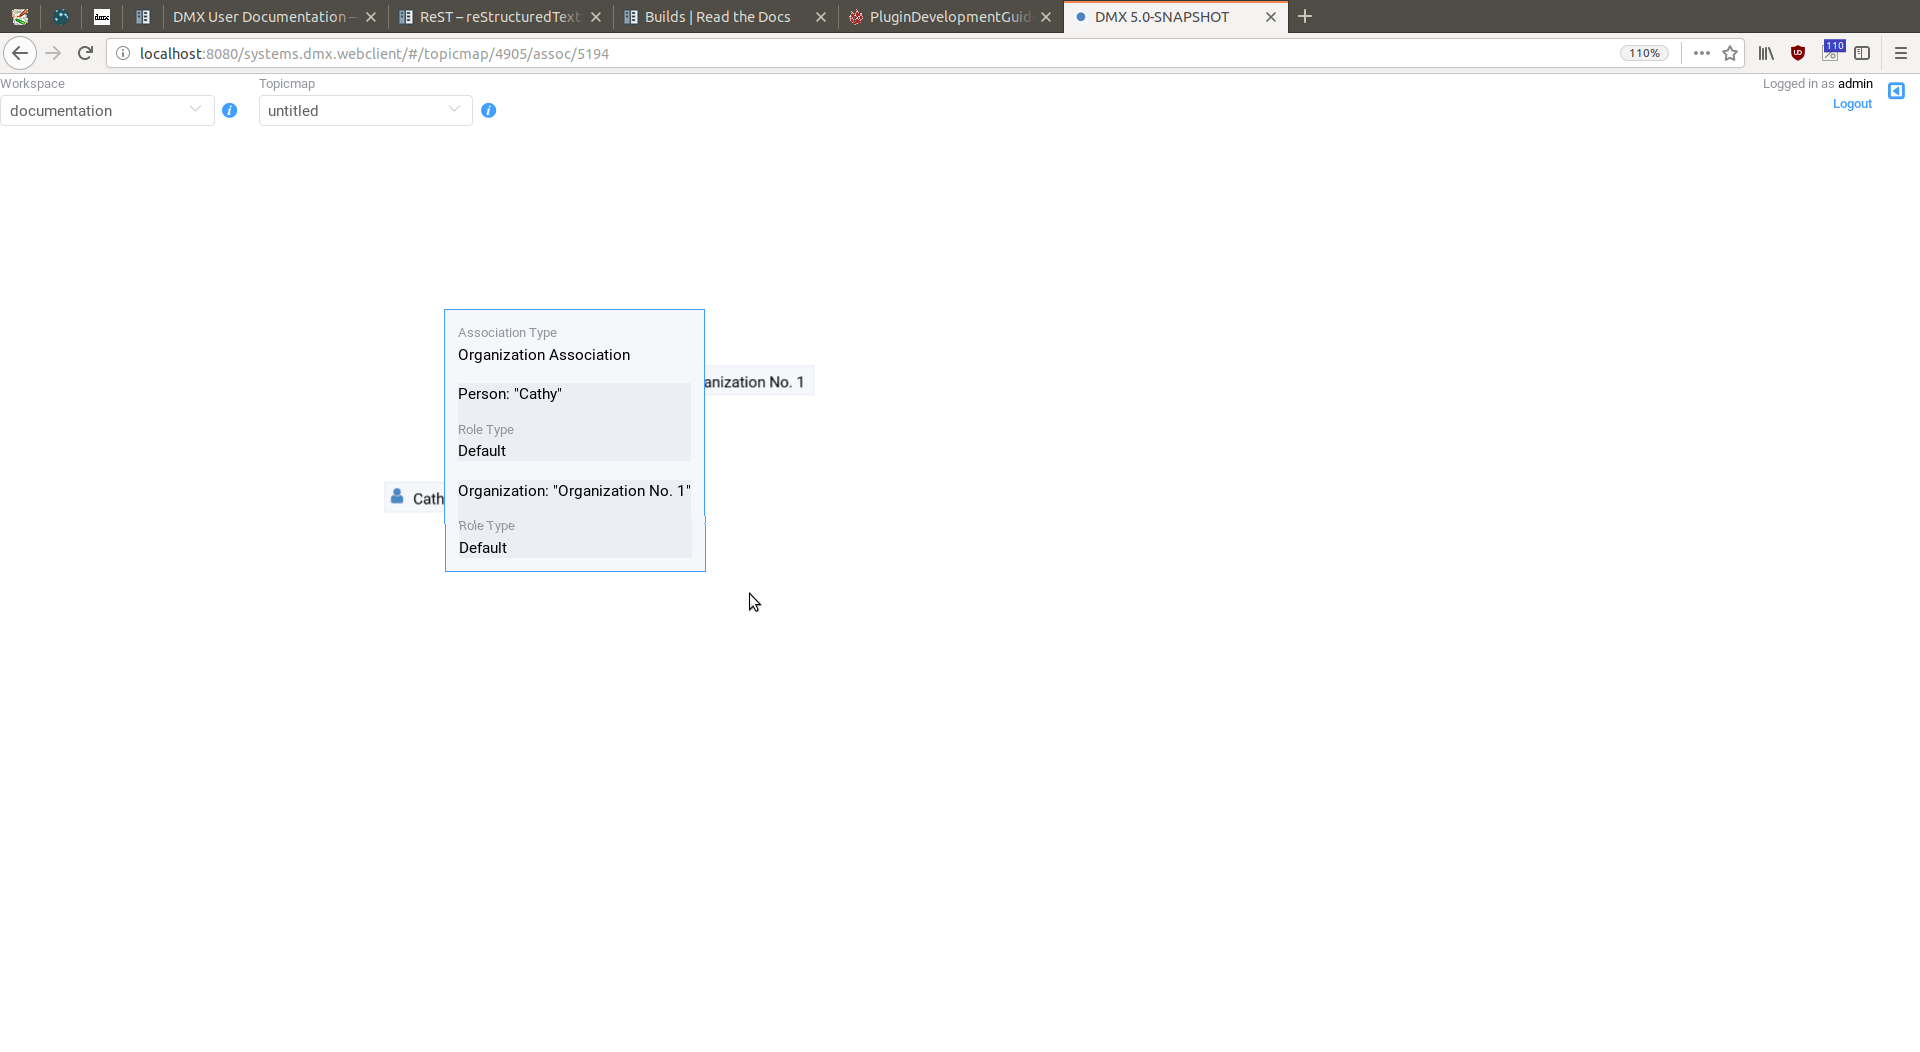 DMX User Documentation —
ReST – reStructuredText
Builds | Read the Docs
PluginDevelopmentGuid
DMX 5.0-SNAPSHOT
localhost:8080/systems.dmx.webclient/#/topicmap/4905/assoc/5194
110%
110
Workspace
documentation
Topicmap
untitled
Logged in as admin
Logout
Association Type
Organization Association
anization No. 1
Person: "Cathy"
Role Type
Default
Organization: "Organization No. 1"
Cath
Role Type
Default